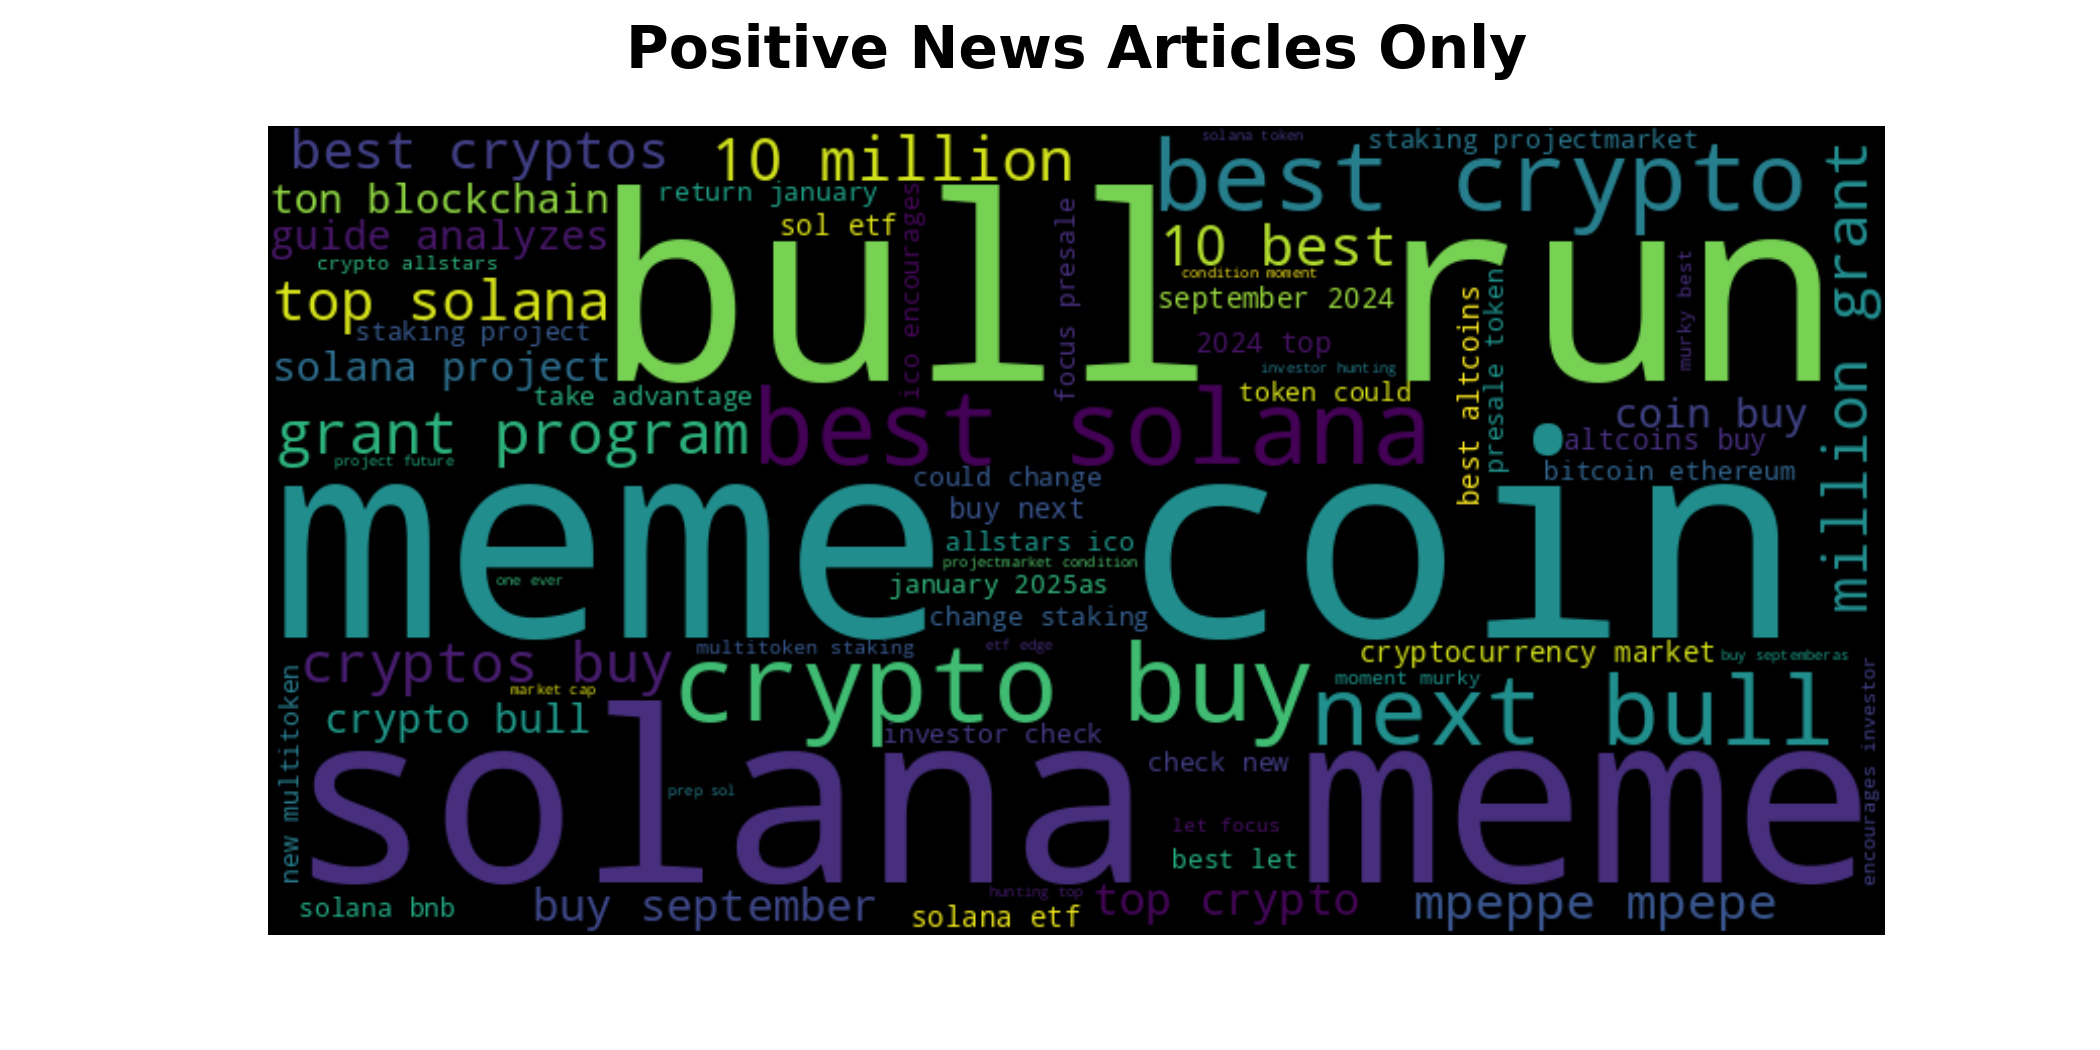 Positive News Articles Only
best cryptos
10 million
solana token
staking projectmarket
best crypto
ton blockchain
return january
sol etf
guide analyzes
crypto allstars
top solana
staking project
solana project
bull run
ico encourages
focus presale
10 best
condition moment
september 2024
2024 top
investor hunting
token could
murky best
million grant
best altcoins
presale token
take advantage
grant program
project future
best solana
coin buy
altcoins buy
bitcoin ethereum
could change
buy next
meme coin
one ever
allstars ico
projectmarket condition
january 2025as
change staking
cryptos buy
multitoken staking
etf edge
cryptocurrency market
buy septemberas
market cap
crypto buy
moment murky
next bull
crypto bull
investor check
new multitoken
check new
encourages investor
solana meme
prep sol
let focus
best let
solana bnb
buy september
hunting top
solana etf
top crypto
mpeppe mpepe